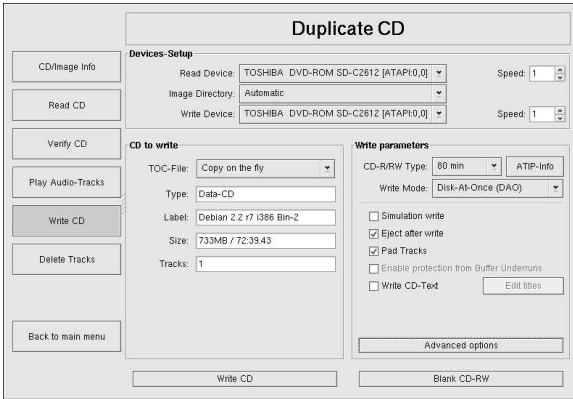 Duplicate CD
CD/Image Info
Read CD
Verify CD
Play Audio-Tracks
Write CD
Delete Tracks
Back to main menu
Devices-Setup
Read Device: TOSHIBA DVD-ROM SD-C2612 [ATAPI:0,0] Speed: 1
Image Directory: Automatic
Write Device: TOSHIBA DVD-ROM SD-C2612 [ATAPI:0,0] Speed: 1
CD to write
TOC-File: Copy on the fly
Type: Data-CD
Label: Debian 2.2 r7 i386 Bin-2
Size: 733MB / 72:39.43
Tracks: 1
Write parameters
CD-R/RW Type: 80 min ATIP-Info
Write Mode: Disk-At-Once (DAO)
Simulation write
Eject after write
Pad Tracks
Enable protection from Buffer Underruns
Write CD-Text Edit titles
Advanced options
Write CD
Blank CD-RW